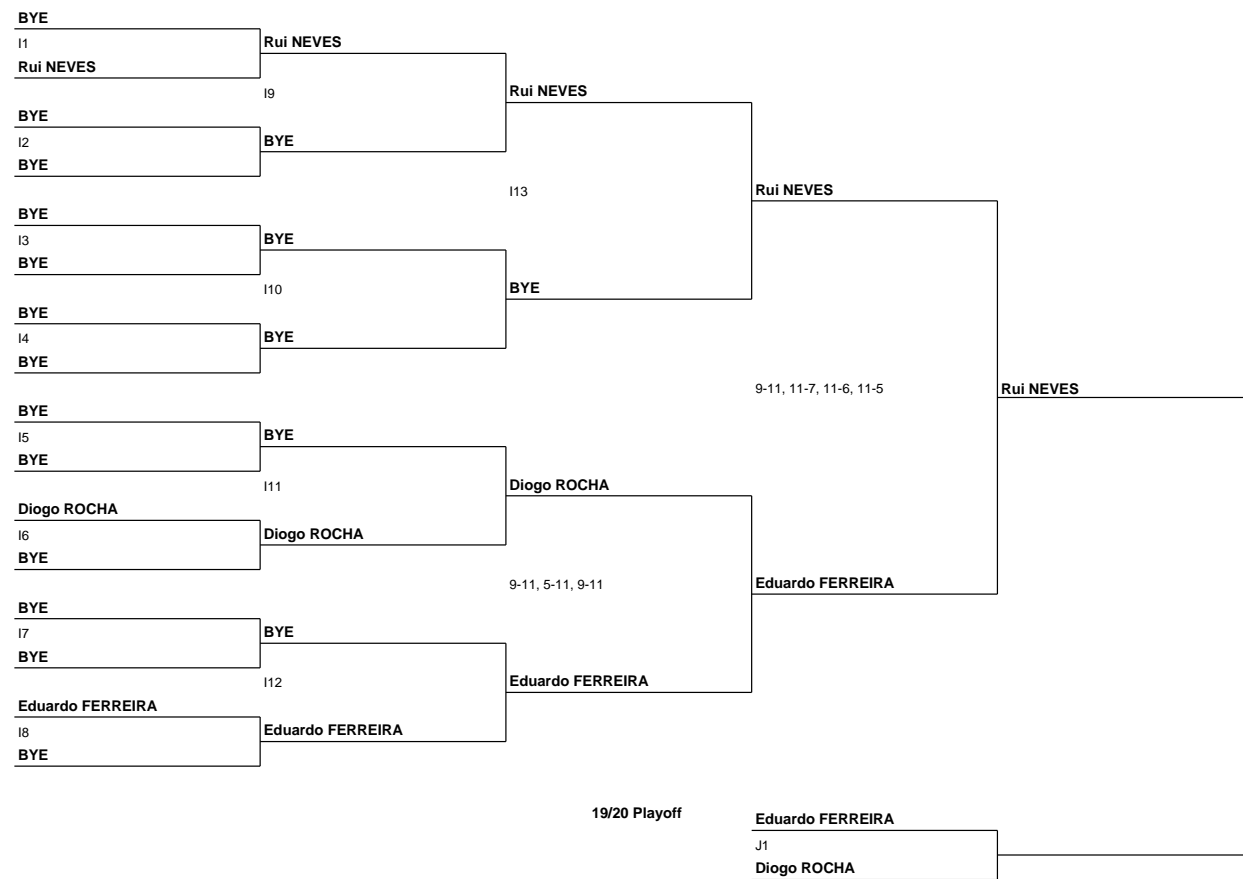 BYE
I1
Rui NEVES
Rui NEVES
I9
BYE
I2
BYE
BYE
Rui NEVES
I13
BYE
I3
BYE
BYE
I10
BYE
I4
BYE
BYE
BYE
Rui NEVES
9-11, 11-7, 11-6, 11-5
Rui NEVES
BYE
I5
BYE
BYE
I11
Diogo ROCHA
I6
BYE
Diogo ROCHA
Diogo ROCHA
9-11, 5-11, 9-11
BYE
I7
BYE
BYE
I12
Eduardo FERREIRA
I8
BYE
Eduardo FERREIRA
Eduardo FERREIRA
Eduardo FERREIRA
19/20 Playoff
Eduardo FERREIRA
J1
Diogo ROCHA